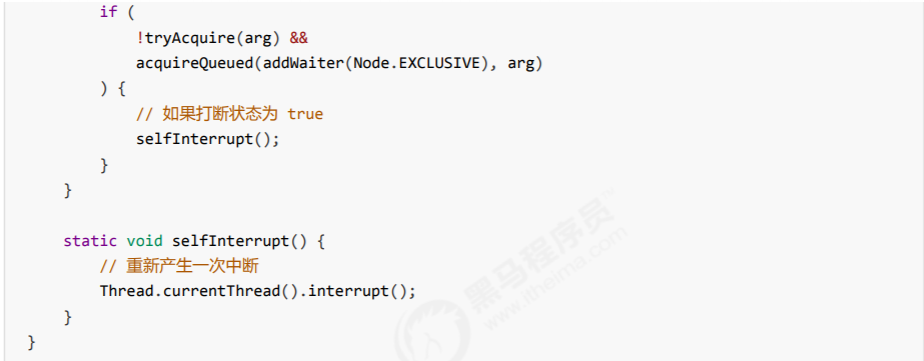 if (
!tryAcquire(arg) &&
acquireQueued(addWaiter(Node.EXCLUSIVE), arg)
) {
// 如果打断状态为 true
selfInterrupt();
}
}
static void selfInterrupt() {
// 重新产生一次中断
Thread.currentThread().interrupt();
}
}
黑马程序员™
www.itheima.com